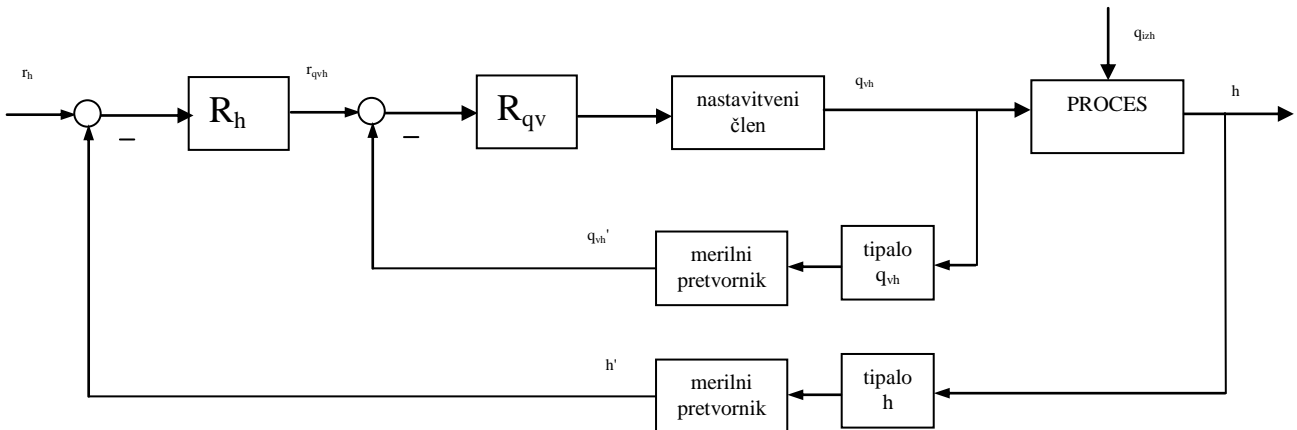 q_izh
r_h
r_qvh
q_vh
h
R_h
R_qv
nastavitveni
člen
PROCES
–
–
q_vh'
merilni
pretvornik
tipalo
q_vh
h'
merilni
pretvornik
tipalo
h